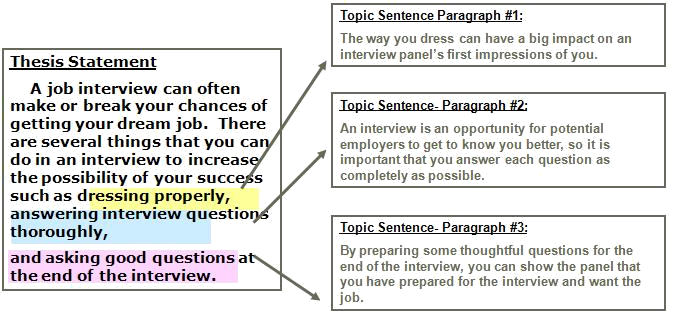 Thesis Statement
A job interview can often
make or break your chances of
getting your dream job. There
are several things that you can
do in an interview to increase
the possibility of your success
such as dressing properly,
answering interview questions
thoroughly,
and asking good questions at
the end of the interview.
Topic Sentence Paragraph #1:
The way you dress can have a big impact on an
interview panel's first impressions of you.
Topic Sentence- Paragraph #2:
An interview is an opportunity for potential
employers to get to know you better, so it is
important that you answer each question as
completely as possible.
Topic Sentence- Paragraph #3:
By preparing some thoughtful questions for the
end of the interview, you can show the panel that
you have prepared for the interview and want the
job.